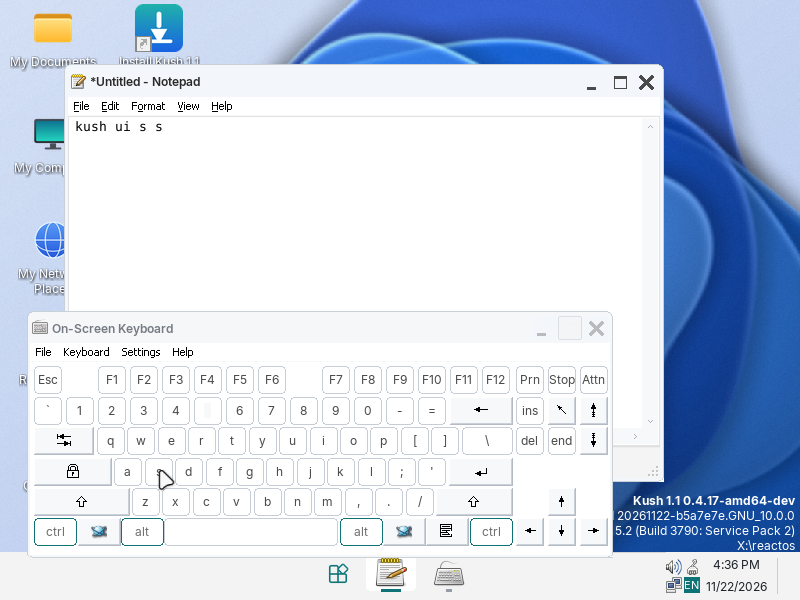 My Documents
Install Kush 1.1
*Untitled - Notepad
File Edit Format View Help
kush ui s s
My Com
My Netw
Place
On-Screen Keyboard
File Keyboard Settings Help
Esc F1 F2 F3 F4 F5 F6 F7 F8 F9 F10 F11 F12 Prn Stop Attn
` 1 2 3 4 6 7 8 9 0 - = ins
q w e r t y u i o p [ ] \ del end
a s d f g h j k l ; '
z x c v b n m , . /
ctrl alt alt ctrl
Kush 1.1 0.4.17-amd64-dev
20261122-b5a7e7e.GNU_10.0.0
5.2 (Build 3790: Service Pack 2)
X:\reactos
4:36 PM
EN 11/22/2026